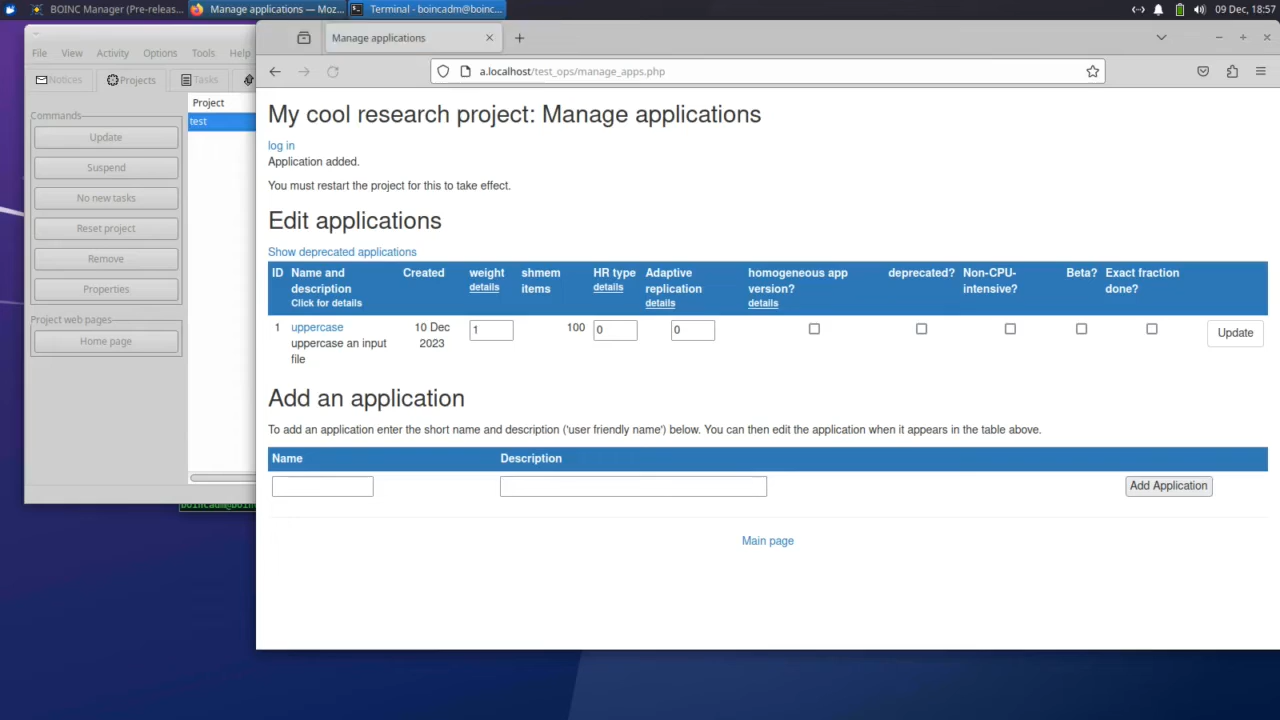 BOINC Manager (Pre-releas...
Manage applications — Moz...
Terminal - boincadm@boinc...
09 Dec, 18:57
File View Activity Options Tools Help
Notices Projects Tasks
Commands
Update
Suspend
No new tasks
Reset project
Remove
Properties
Project web pages
Home page
Project
test
Manage applications
a.localhost/test_ops/manage_apps.php
My cool research project: Manage applications
log in
Application added.
You must restart the project for this to take effect.
Edit applications
Show deprecated applications
ID Name and description Click for details Created weight details shmem items HR type details Adaptive replication details homogeneous app version? details deprecated? Non-CPU-intensive? Beta? Exact fraction done?
1 uppercase 10 Dec 2023 1 100 0 0 Update
uppercase an input file
Add an application
To add an application enter the short name and description ('user friendly name') below. You can then edit the application when it appears in the table above.
Name Description
Add Application
Main page